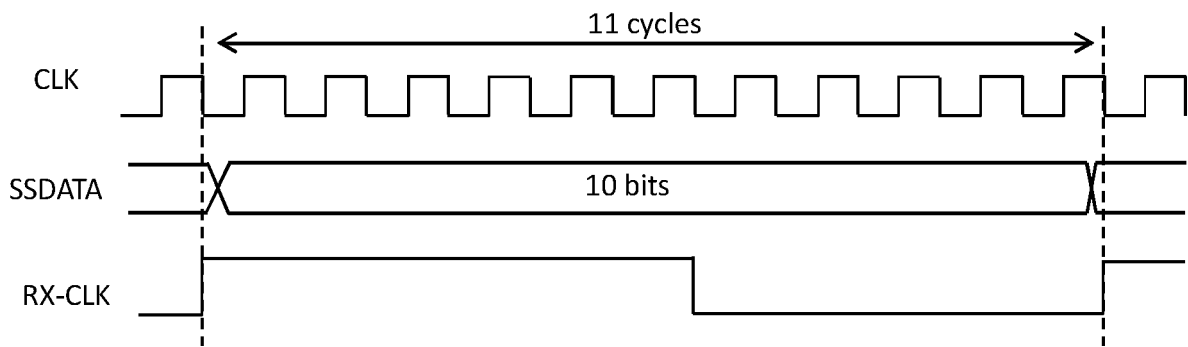 11 cycles
CLK
SSDATA
10 bits
RX-CLK